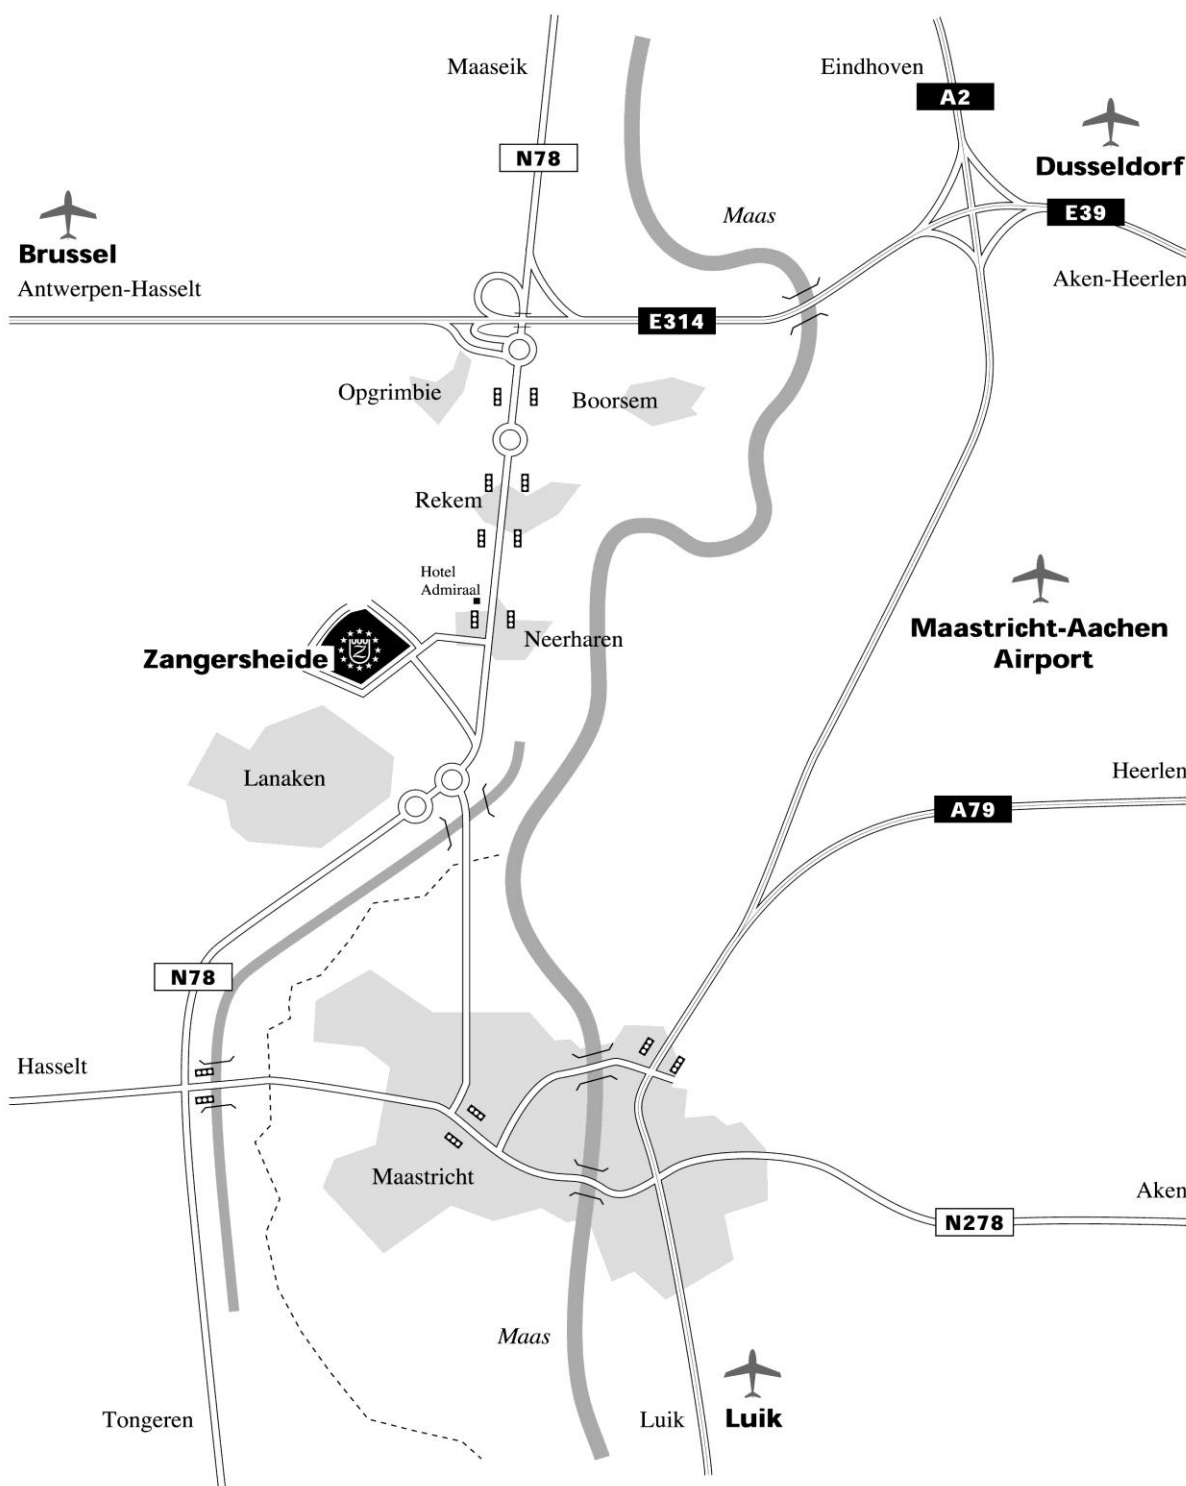 Maaseik
Eindhoven
A2
N78
Dusseldorf
Maas
E39
Brussel
Antwerpen-Hasselt
Aken-Heerlen
E314
Opgrimbie
Boorsem
Rekem
Hotel
Admiraal
Neerharen
Maastricht-Aachen
Airport
Zangersheide
Z
Lanaken
Heerlen
A79
N78
Hasselt
Maastricht
Aken
N278
Maas
Tongeren
Luik
Luik